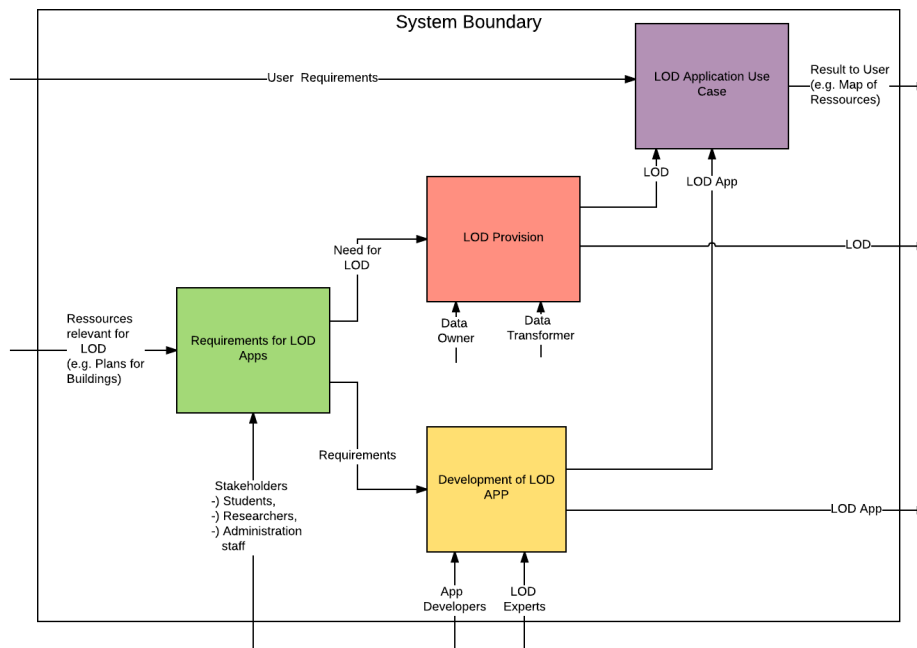 System Boundary
User  Requirements
LOD Application Use
Case
Result to User
(e.g. Map of
Ressources)
LOD
LOD App
LOD Provision
Need for
LOD
LOD
Data
Owner
Data
Transformer
Ressources
relevant for
LOD
(e.g. Plans for
Buildings)
Requirements for LOD
Apps
Requirements
Development of LOD
APP
LOD App
Stakeholders
-) Students,
-) Researchers,
-) Administration
staff
App
Developers
LOD
Experts